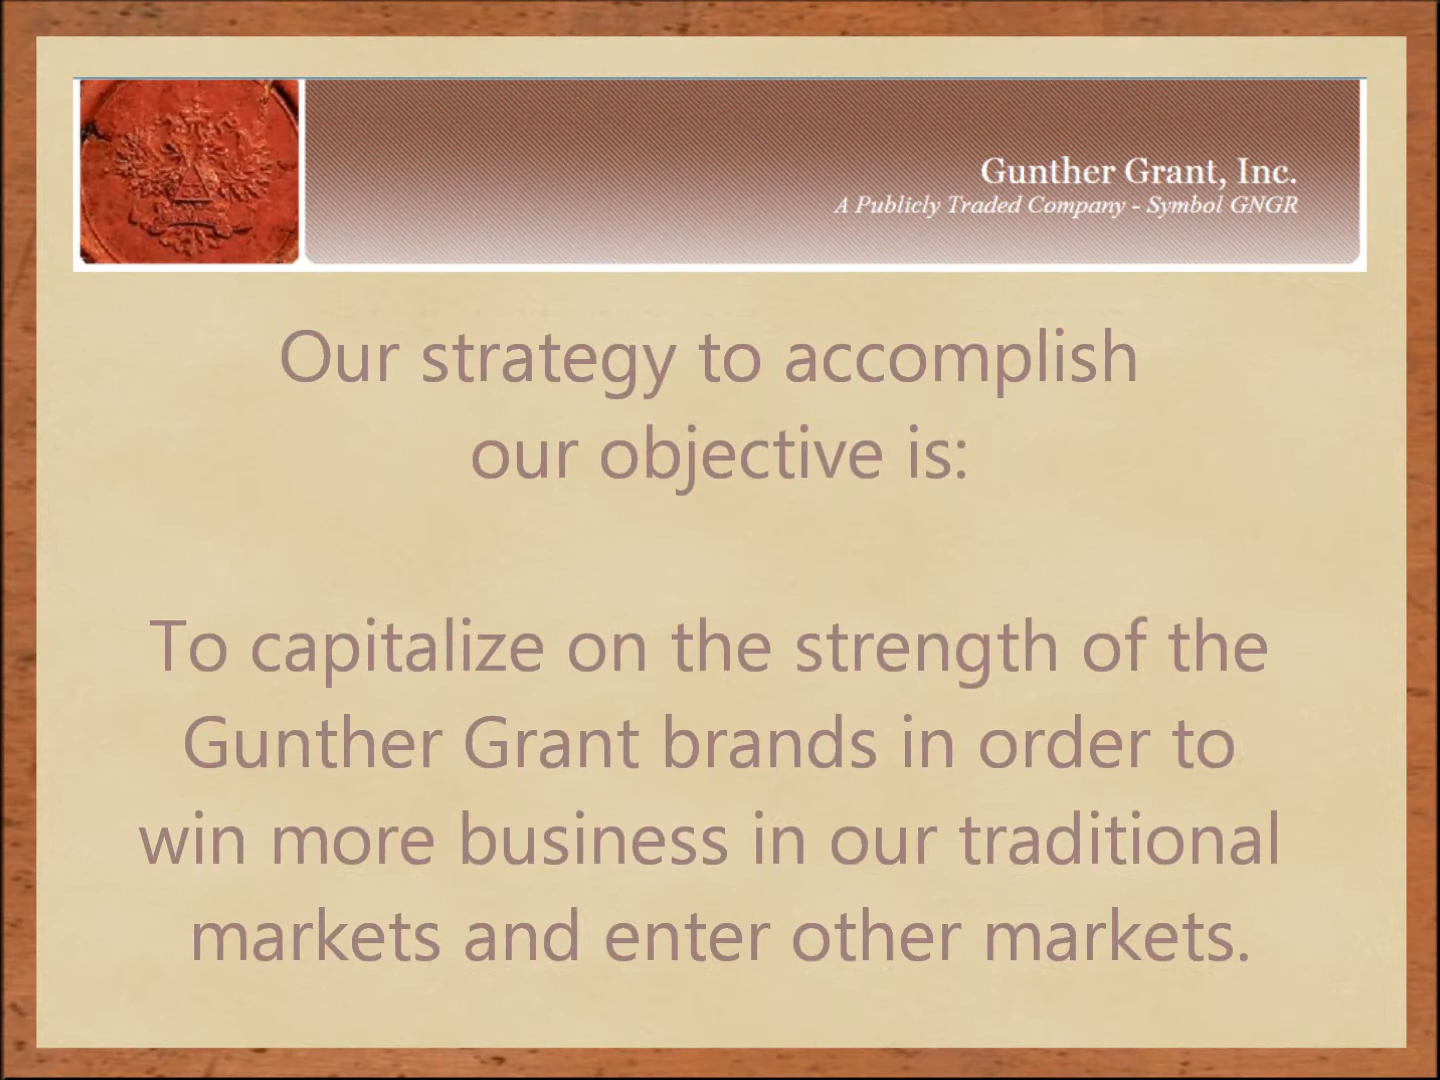 Gunther Grant, Inc.
A Publicly Traded Company - Symbol GNGR
Our strategy to accomplish
our objective is:
To capitalize on the strength of the
Gunther Grant brands in order to
win more business in our traditional
markets and enter other markets.